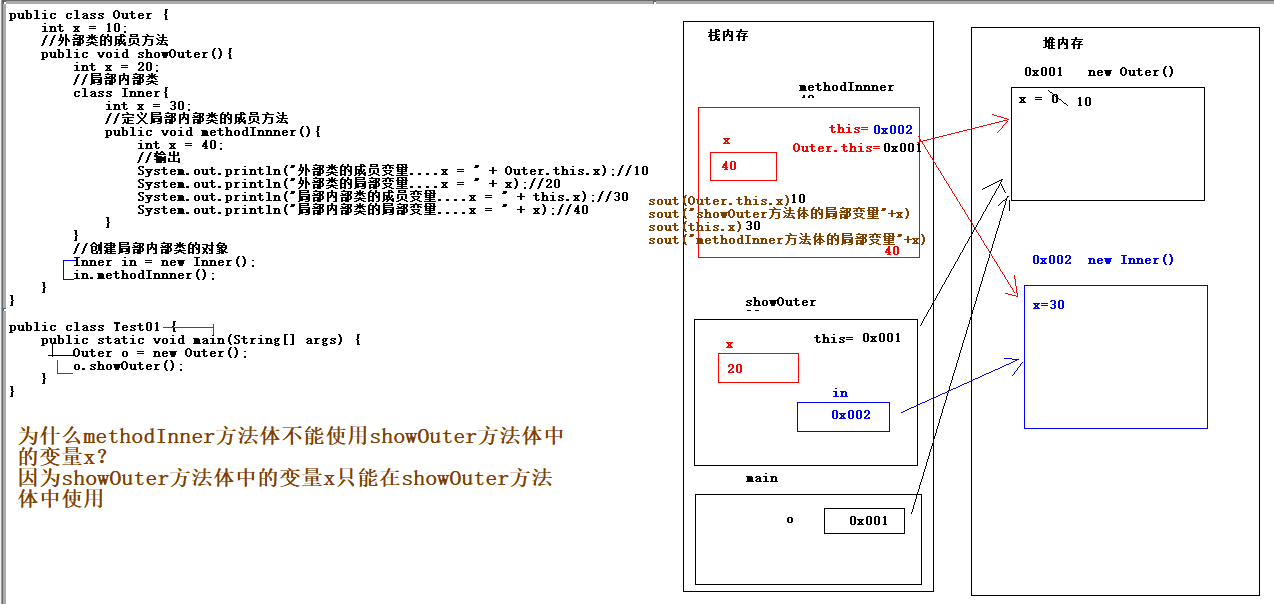 public class Outer {
int x = 10;
//外部类的成员方法
public void showOuter(){
int x = 20;
//局部内部类
class Inner{
int x = 30;
//定义局部内部类的成员方法
public void methodInnner(){
int x = 40;
//输出
System.out.println("外部类的成员变量....x = " + Outer.this.x);//10
System.out.println("外部类的局部变量....x = " + x);//20
System.out.println("局部内部类的成员变量....x = " + this.x);//30
System.out.println("局部内部类的局部变量....x = " + x);//40
}
}
//创建局部内部类的对象
Inner in = new Inner();
in.methodInnner();
}
}
public class Test01 {
public static void main(String[] args) {
Outer o = new Outer();
o.showOuter();
}
}
为什么methodInner方法体不能使用showOuter方法体中
的变量x?
因为showOuter方法体中的变量x只能在showOuter方法
体中使用
栈内存
methodInnner
x
40
this= 0x002
Outer.this=0x001
sout(Outer.this.x)10
sout("showOuter方法体的局部变量"+x)
sout(this.x)30
sout("methodInner方法体的局部变量"+x)
40
showOuter
this= 0x001
x
20
in
0x002
main
o 0x001
堆内存
0x001 new Outer()
x = 0 10
0x002 new Inner()
x=30